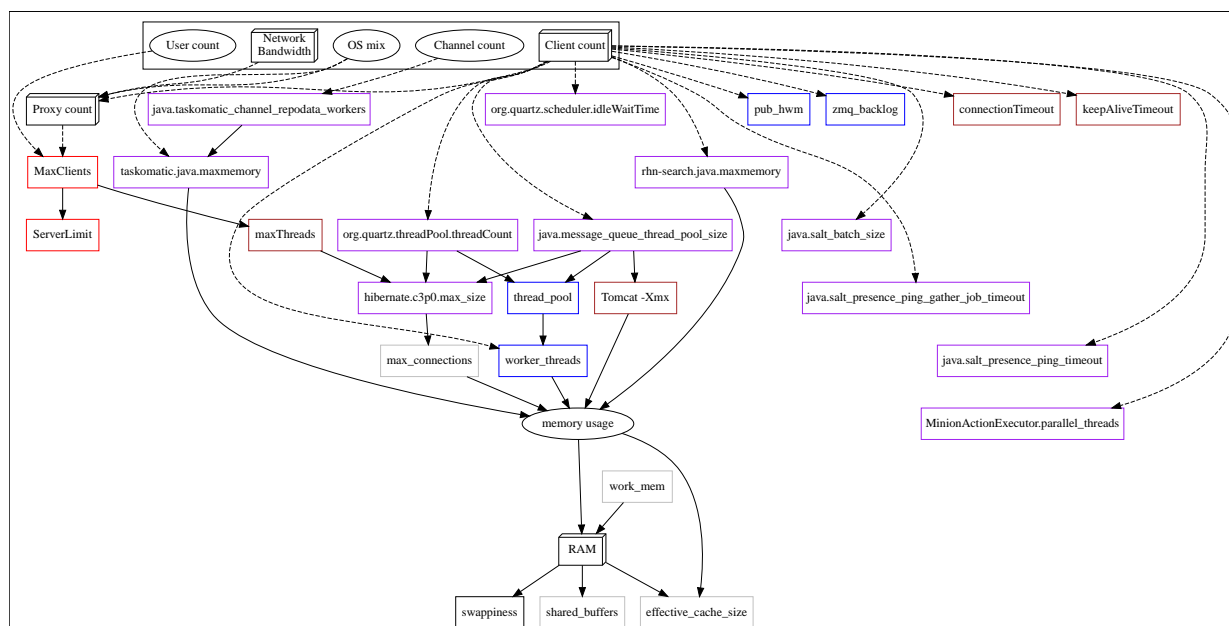 User count
Network
Bandwidth
OS mix
Channel count
Client count
Proxy count
java.taskomatic_channel_repodata_workers
org.quartz.scheduler.idleWaitTime
pub_hwm
zmq_backlog
connectionTimeout
keepAliveTimeout
MaxClients
taskomatic.java.maxmemory
rhn-search.java.maxmemory
ServerLimit
maxThreads
org.quartz.threadPool.threadCount
java.message_queue_thread_pool_size
java.salt_batch_size
hibernate.c3p0.max_size
thread_pool
Tomcat -Xmx
java.salt_presence_ping_gather_job_timeout
max_connections
worker_threads
java.salt_presence_ping_timeout
memory usage
MinionActionExecutor.parallel_threads
work_mem
RAM
swappiness
shared_buffers
effective_cache_size